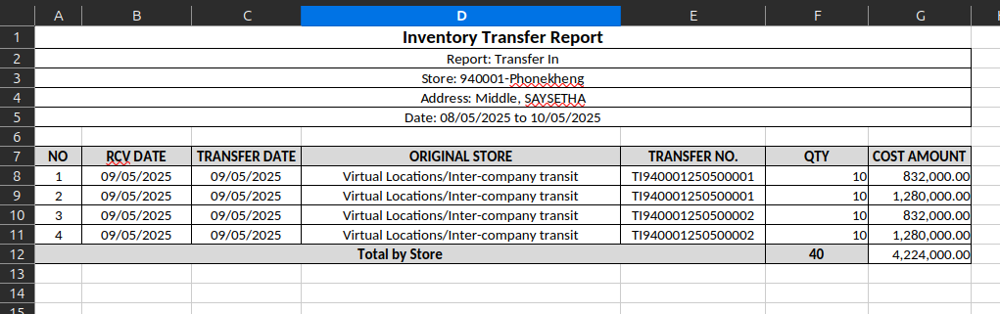 A B C D E F G
1 Inventory Transfer Report
2 Report: Transfer In
3 Store: 940001-Phonekheng
4 Address: Middle, SAYSETHA
5 Date: 08/05/2025 to 10/05/2025
6
7 NO RCV DATE TRANSFER DATE ORIGINAL STORE TRANSFER NO. QTY COST AMOUNT
8 1 09/05/2025 09/05/2025 Virtual Locations/Inter-company transit TI940001250500001 10 832,000.00
9 2 09/05/2025 09/05/2025 Virtual Locations/Inter-company transit TI940001250500001 10 1,280,000.00
10 3 09/05/2025 09/05/2025 Virtual Locations/Inter-company transit TI940001250500002 10 832,000.00
11 4 09/05/2025 09/05/2025 Virtual Locations/Inter-company transit TI940001250500002 10 1,280,000.00
12 Total by Store 40 4,224,000.00
13
14
15